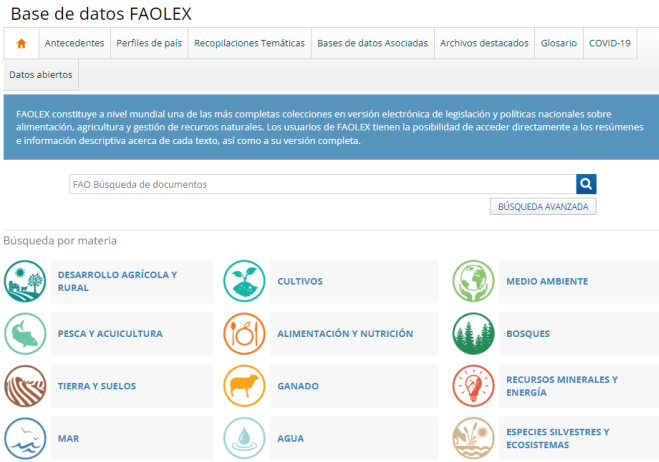 Base de datos FAOLEX
Antecedentes Perfiles de país Recopilaciones Temáticas Bases de datos Asociadas Archivos destacados Glosario COVID-19
Datos abiertos
FAOLEX constituye a nivel mundial una de las más completas colecciones en versión electrónica de legislación y políticas nacionales sobre
alimentación, agricultura y gestión de recursos naturales. Los usuarios de FAOLEX tienen la posibilidad de acceder directamente a los resúmenes
e información descriptiva acerca de cada texto, así como a su versión completa.
FAO Búsqueda de documentos
BÚSQUEDA AVANZADA
Búsqueda por materia
DESARROLLO AGRÍCOLA Y
RURAL
CULTIVOS
MEDIO AMBIENTE
PESCA Y ACUICULTURA
ALIMENTACIÓN Y NUTRICIÓN
BOSQUES
TIERRA Y SUELOS
GANADO
RECURSOS MINERALES Y
ENERGÍA
MAR
AGUA
ESPECIES SILVESTRES Y
ECOSISTEMAS